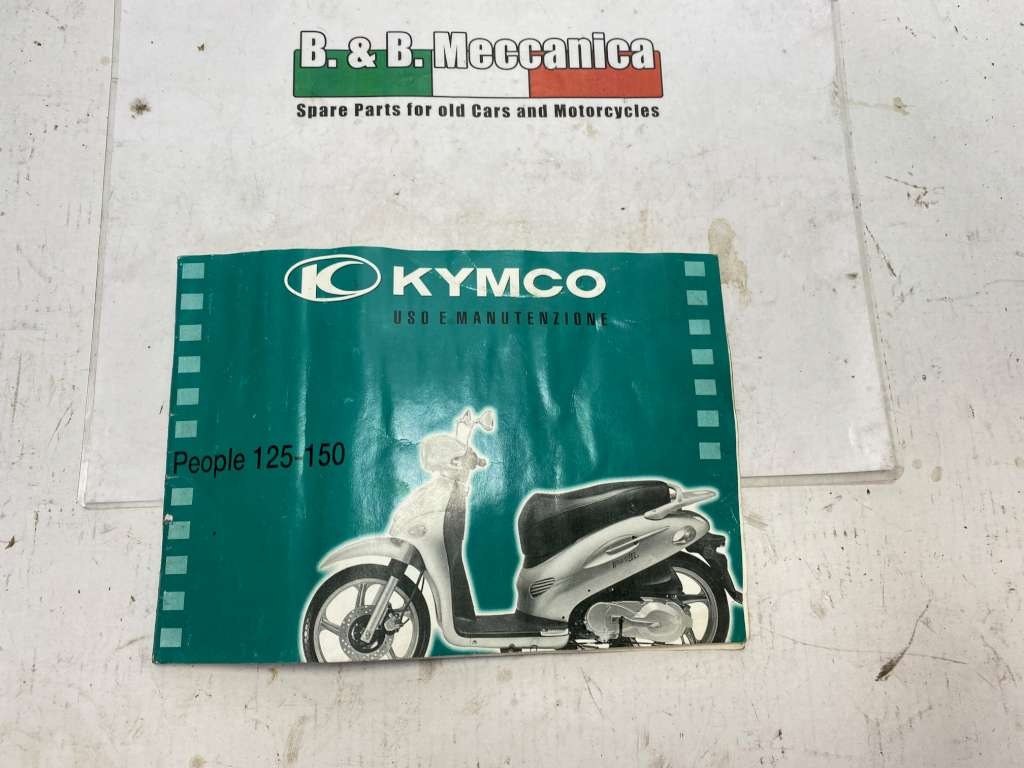 B. & B. Meccanica
Spare Parts for old Cars and Motorcycles
KYMCO
USO E MANUTENZIONE
People 125-150